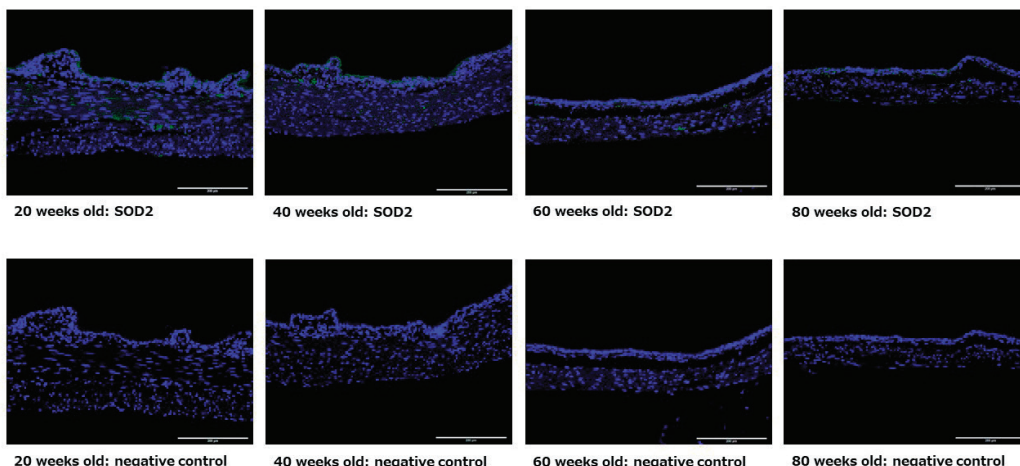 20 weeks old: SOD2
40 weeks old: SOD2
60 weeks old: SOD2
80 weeks old: SOD2
20 weeks old: negative control
40 weeks old: negative control
60 weeks old: negative control
80 weeks old: negative control